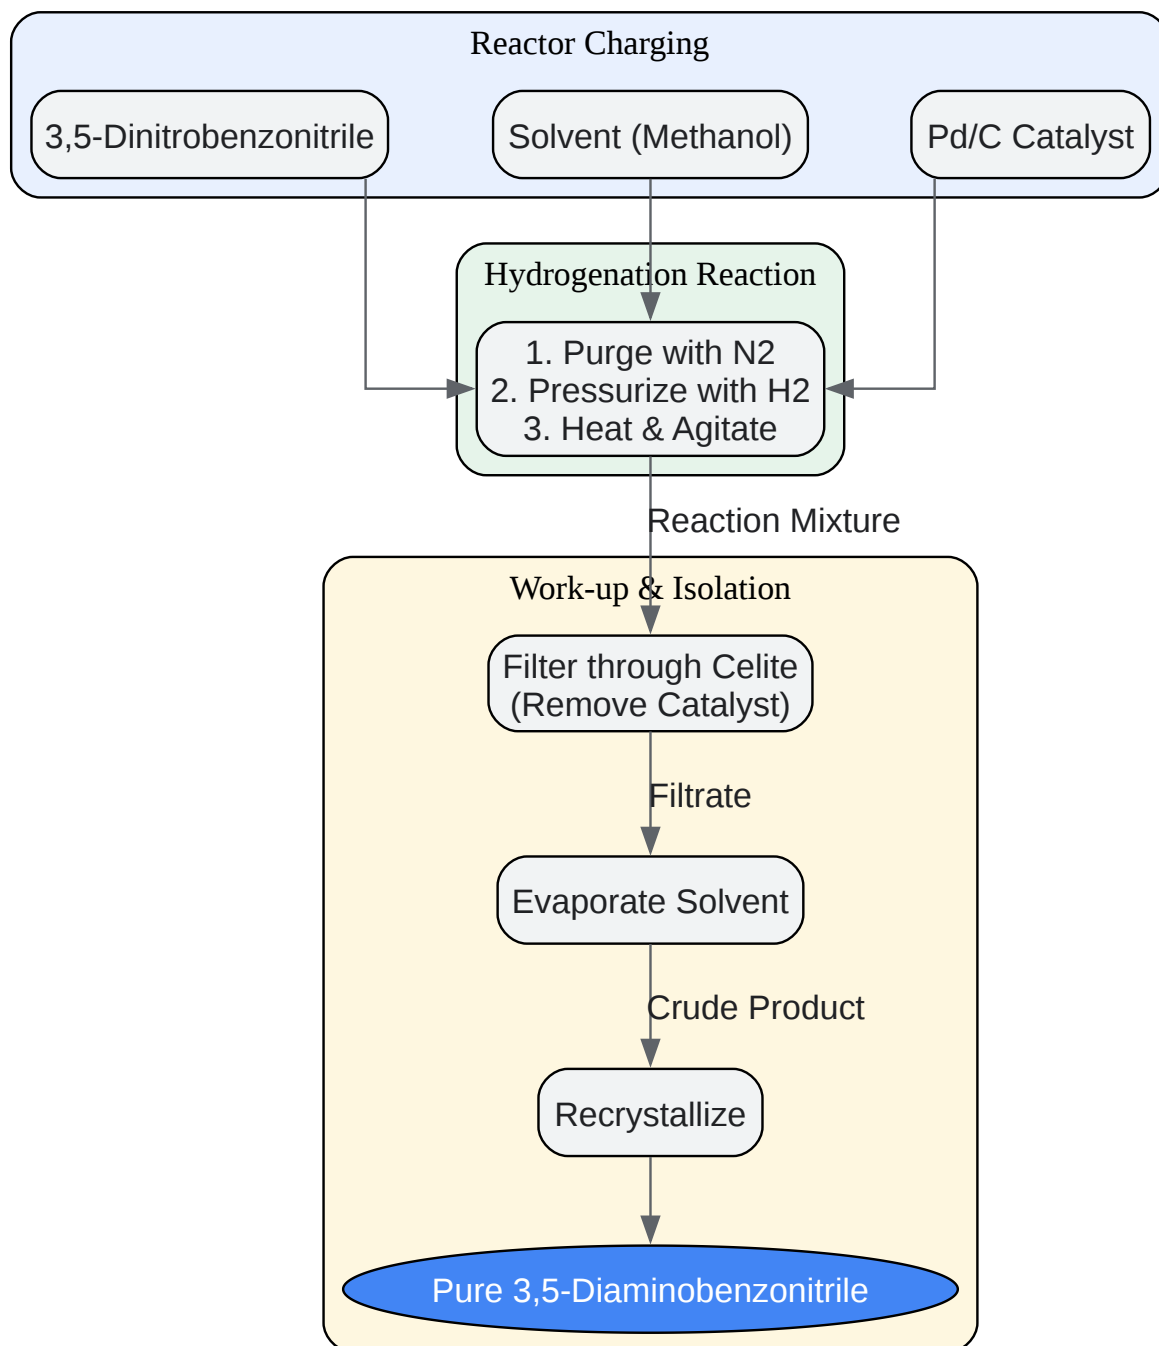 Reactor Charging
3,5-Dinitrobenzonitrile
Solvent (Methanol)
Pd/C Catalyst
Hydrogenation Reaction
1. Purge with N2
2. Pressurize with H2
3. Heat & Agitate
Reaction Mixture
Work-up & Isolation
Filter through Celite
(Remove Catalyst)
Filtrate
Evaporate Solvent
Crude Product
Recrystallize
Pure 3,5-Diaminobenzonitrile